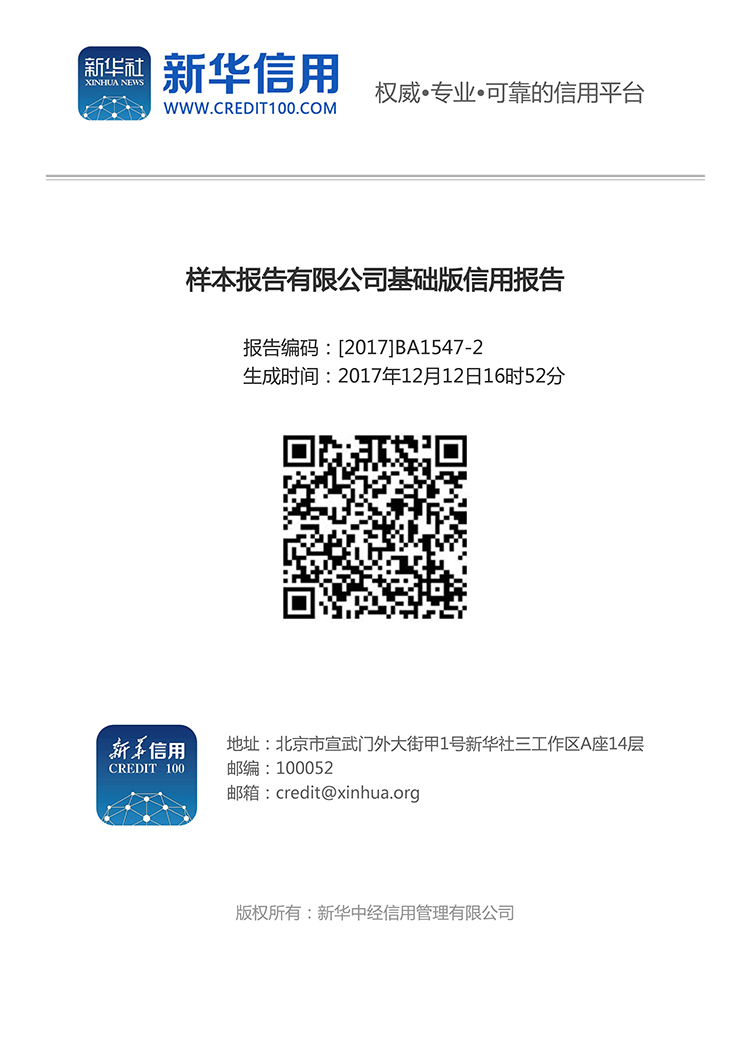 新华社
XINHUA NEWS
新华信用
WWW.CREDIT100.COM
权威•专业•可靠的信用平台
样本报告有限公司基础版信用报告
报告编码：[2017]BA1547-2
生成时间：2017年12月12日16时52分
新华信用
CREDIT 100
地址：北京市宣武门外大街甲1号新华社三工作区A座14层
邮编：100052
邮箱：credit@xinhua.org
版权所有：新华中经信用管理有限公司